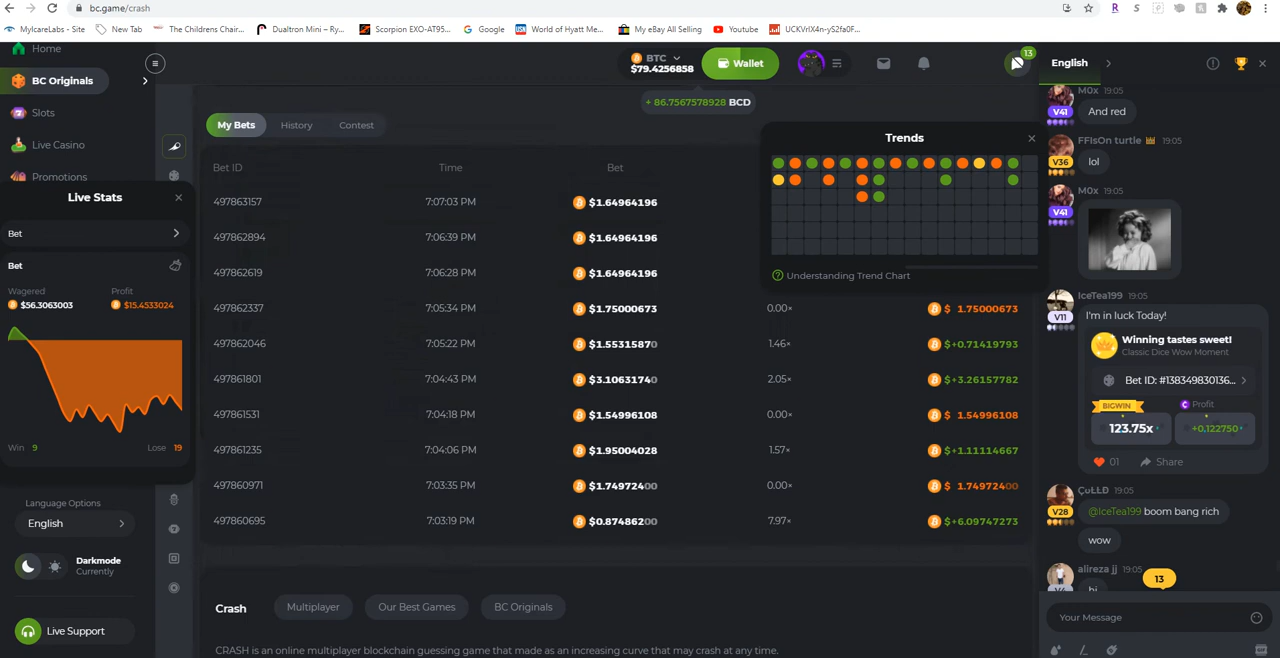 bc.game/crash
MylcareLabs - Site
New Tab
The Childrens Chair...
Dualtron Mini – Ry...
Scorpion EXO-AT95...
Google
World of Hyatt Me...
My eBay All Selling
Youtube
UCKVrIX4n-yS2fa0F...
Home
BC Originals
Slots
Live Casino
Promotions
BTC
$79.4256858
Wallet
+ 86.7567578928 BCD
13
English
My Bets
History
Contest
Bet ID
Time
Bet
497863157
7:07:03 PM
$1.64964196
497862894
7:06:39 PM
$1.64964196
497862619
7:06:28 PM
$1.64964196
497862337
7:05:34 PM
$1.75000673
0.00×
$ 1.75000673
497862046
7:05:22 PM
$1.55315870
1.46×
$+0.71419793
497861801
7:04:43 PM
$3.10631740
2.05×
$+3.26157782
497861531
7:04:18 PM
$1.54996108
0.00×
$ 1.54996108
497861235
7:04:06 PM
$1.95004028
1.57×
$+1.11114667
497860971
7:03:35 PM
$1.74972400
0.00×
$ 1.74972400
497860695
7:03:19 PM
$0.87486200
7.97×
$+6.09747273
Trends
Understanding Trend Chart
Live Stats
Bet
Bet
Wagered
$56.3063003
Profit
$15.4533024
Win 9
Lose 19
Language Options
English
Darkmode
Currently
Live Support
Crash
Multiplayer
Our Best Games
BC Originals
CRASH is an online multiplayer blockchain guessing game that made as an increasing curve that may crash at any time.
M0x 19:05
V41
And red
FFIsOn turtle 19:05
V36
lol
M0x 19:05
V41
IceTea199 19:05
V11
I'm in luck Today!
Winning tastes sweet!
Classic Dice Wow Moment
Bet ID: #138349830136...
BIGWIN
123.75x
Profit
+0.122750
01
Share
ÇuŁŁĐ 19:05
V28
@IceTea199 boom bang rich
wow
alireza jj 19:05
hi
13
Your Message